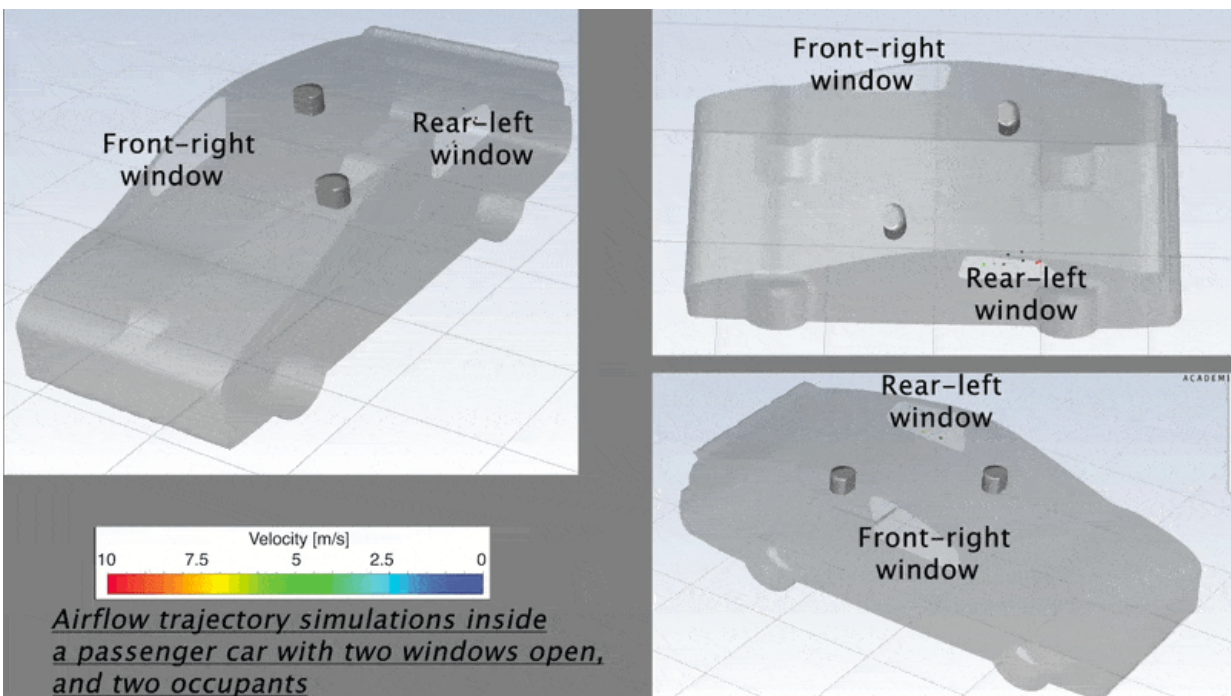 Front-right
window
Rear-left
window
Front-right
window
Rear-left
window
Rear-left
window
ACADEMI
Front-right
window
Velocity [m/s]
10 7.5 5 2.5 0
Airflow trajectory simulations inside
a passenger car with two windows open,
and two occupants